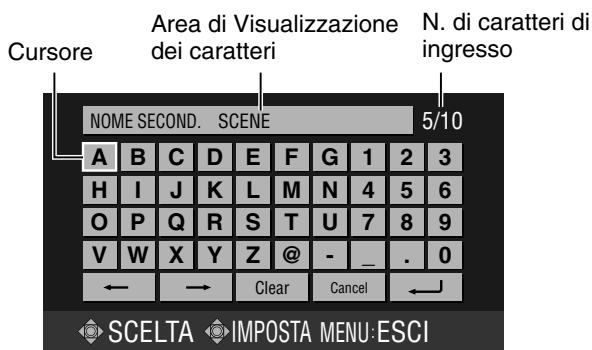 Cursore
Area di Visualizzazione
dei caratteri
N. di caratteri di
ingresso
NOME SECOND. SCENE 5/10
A B C D E F G 1 2 3
H I J K L M N 4 5 6
O P Q R S T U 7 8 9
V W X Y Z @ - _ . 0
← → Clear Cancel ↵
SCELTA IMPOSTA MENU:ESCI